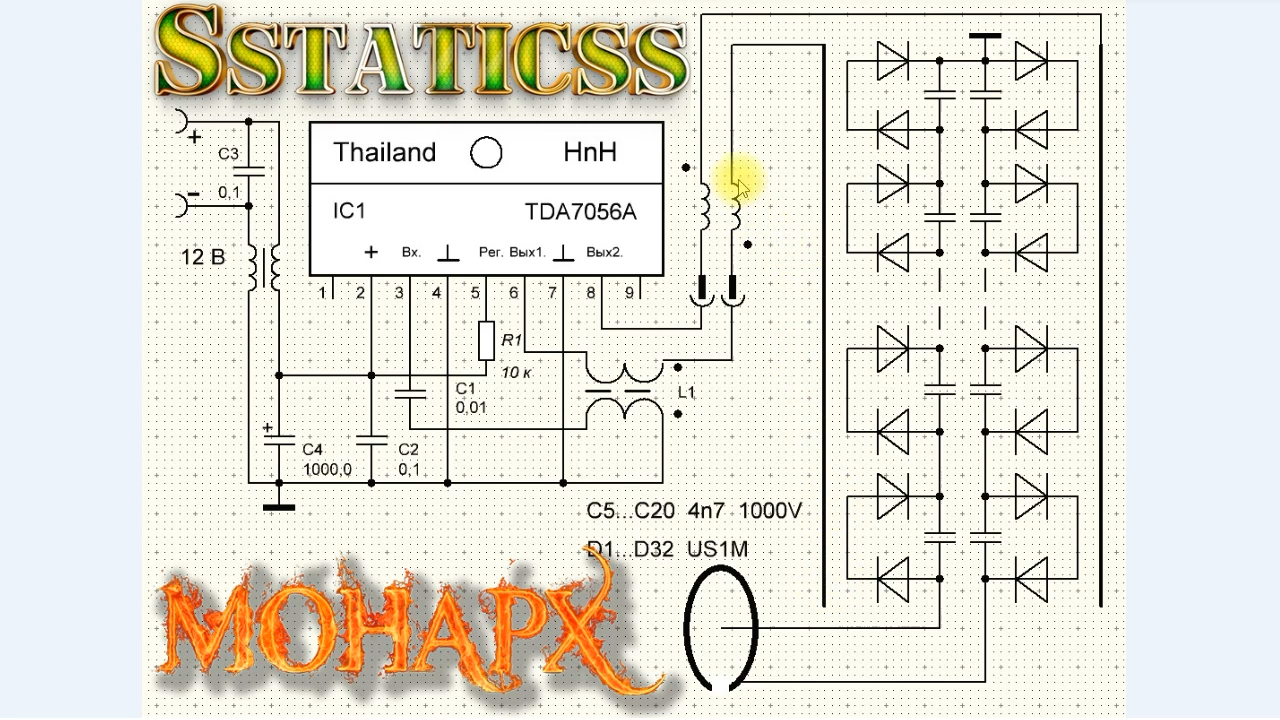 SSTATICSS
Thailand HnH
IC1 TDA7056A
+ Вх. Рег. Вых1. Вых2.
1 2 3 4 5 6 7 8 9
+
C3
0,1
-
12 В
R1
10 к
C1
0,01
L1
+
C4
1000,0
C2
0,1
C5...C20 4n7 1000V
D1...D32 US1M
МОНАРХ